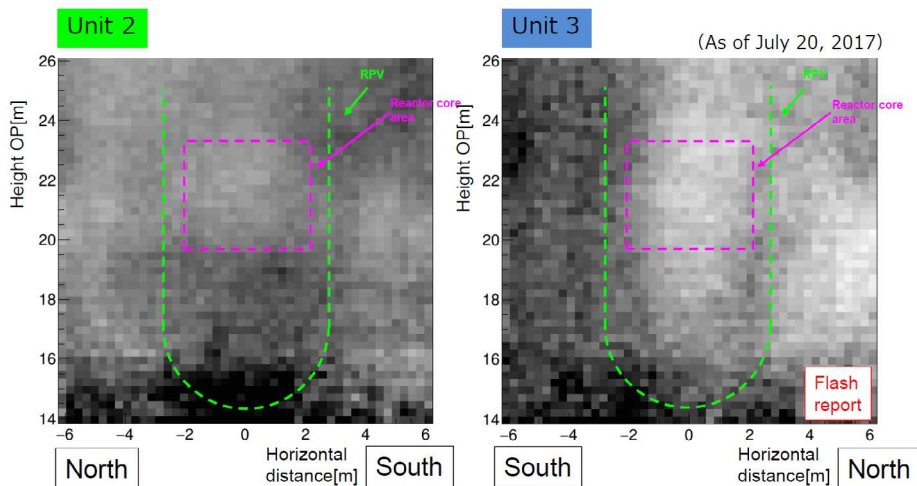 Unit 2
Unit 3
(As of July 20, 2017)
Height OP[m]
26
24
22
20
18
16
14
RPV
Reactor core
area
−6
−4
−2
0
2
4
6
North
Horizontal
distance[m]
South
Height OP[m]
26
24
22
20
18
16
14
RPV
Reactor core
area
Flash
report
−6
−4
−2
0
2
4
6
South
Horizontal
distance[m]
North